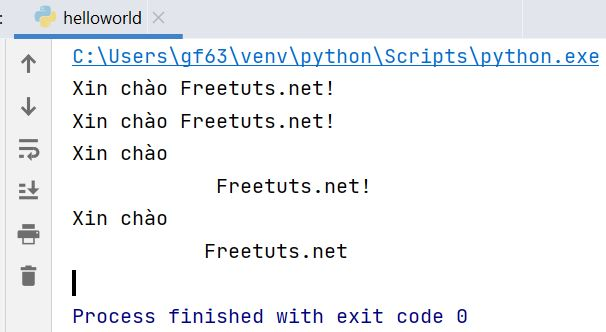 : helloworld
C:\Users\gf63\venv\python\Scripts\python.exe
Xin chào Freetuts.net!
Xin chào Freetuts.net!
Xin chào
Freetuts.net!
Xin chào
Freetuts.net
Process finished with exit code 0